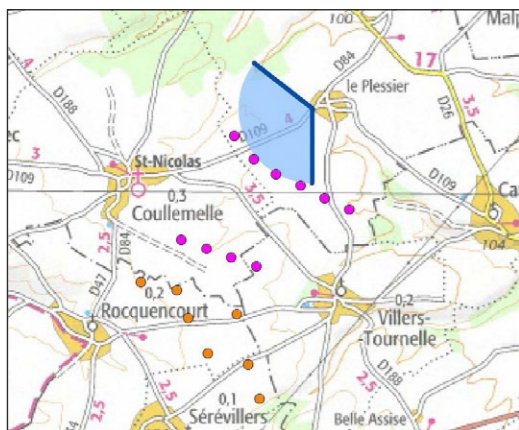 100
Malp
17
D84
4
D188
le Plessier
3,5
D26
ec
D109
4
3
St-Nicolas
D109
D109
3,5
Ca
0,3
Coullemelle
2,5
D84
104
D47
0,2
Rocquencourt
0,2
Villers-
-Tournelle
2,5
D188
2,5
2,5
0,1
Sérévillers
Belle Assise